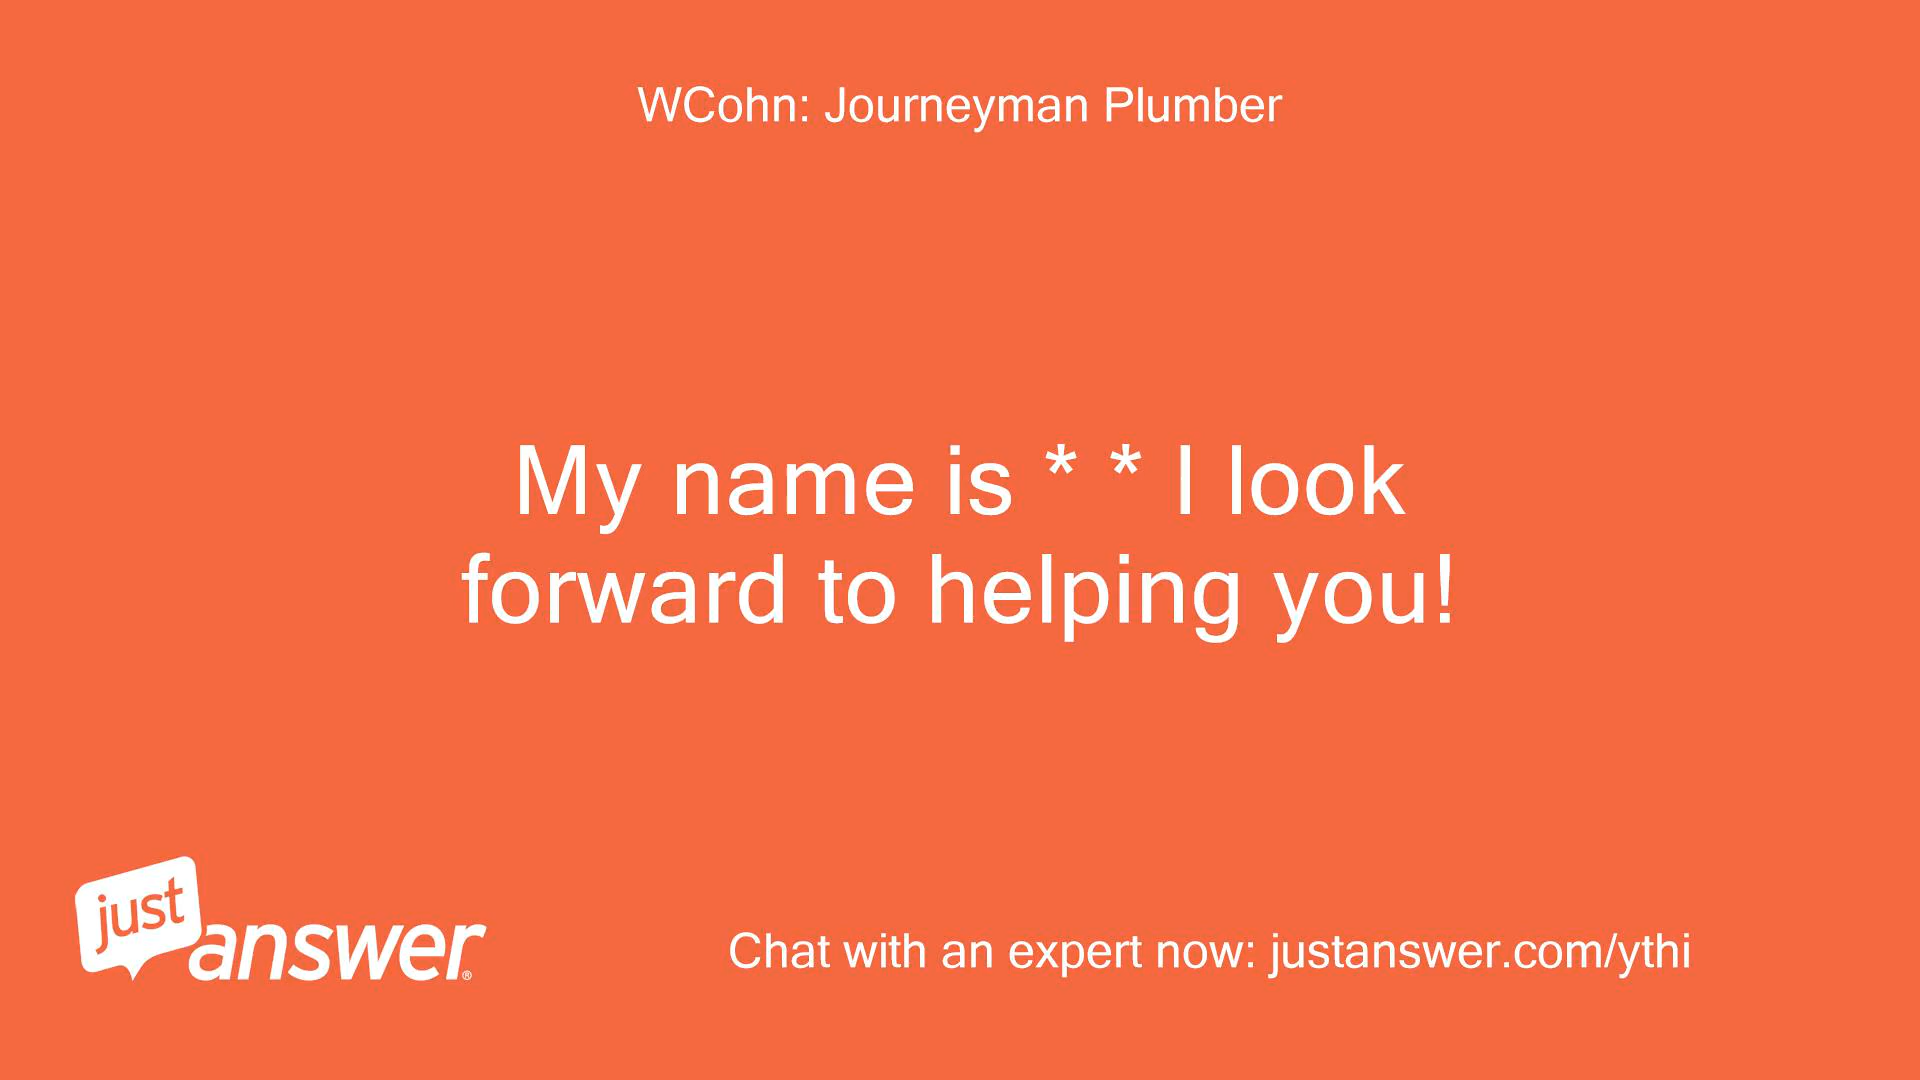 WCohn: Journeyman Plumber
My name is * * I look
forward to helping you!
just
answer®
Chat with an expert now: justanswer.com/ythi